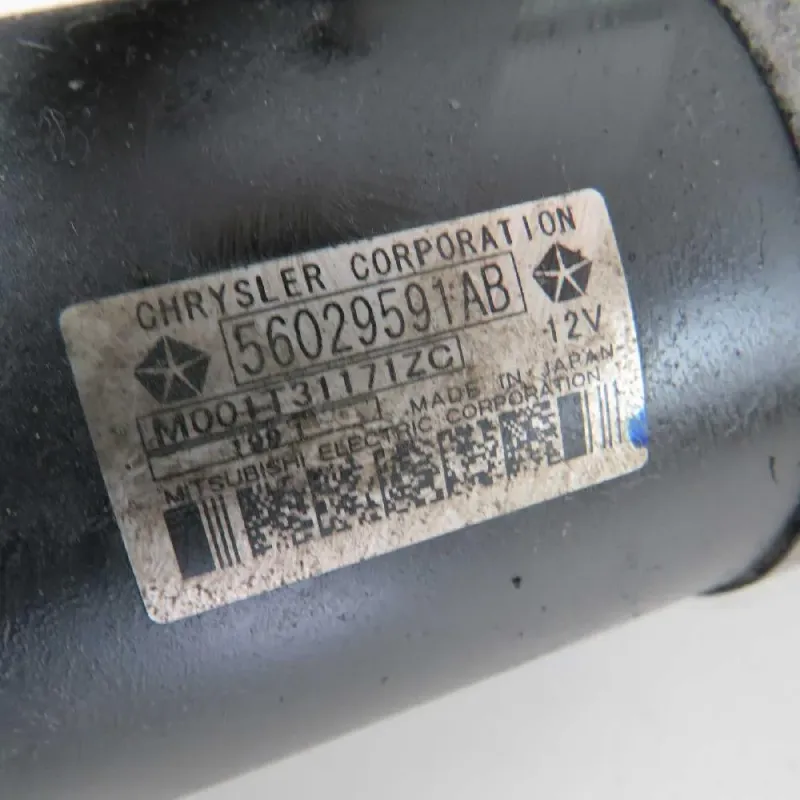 CHRYSLER CORPORATION
56029591AB
12V
M001T31171ZC
MADE IN JAPAN
MITSUBISHI ELECTRIC CORPORATION